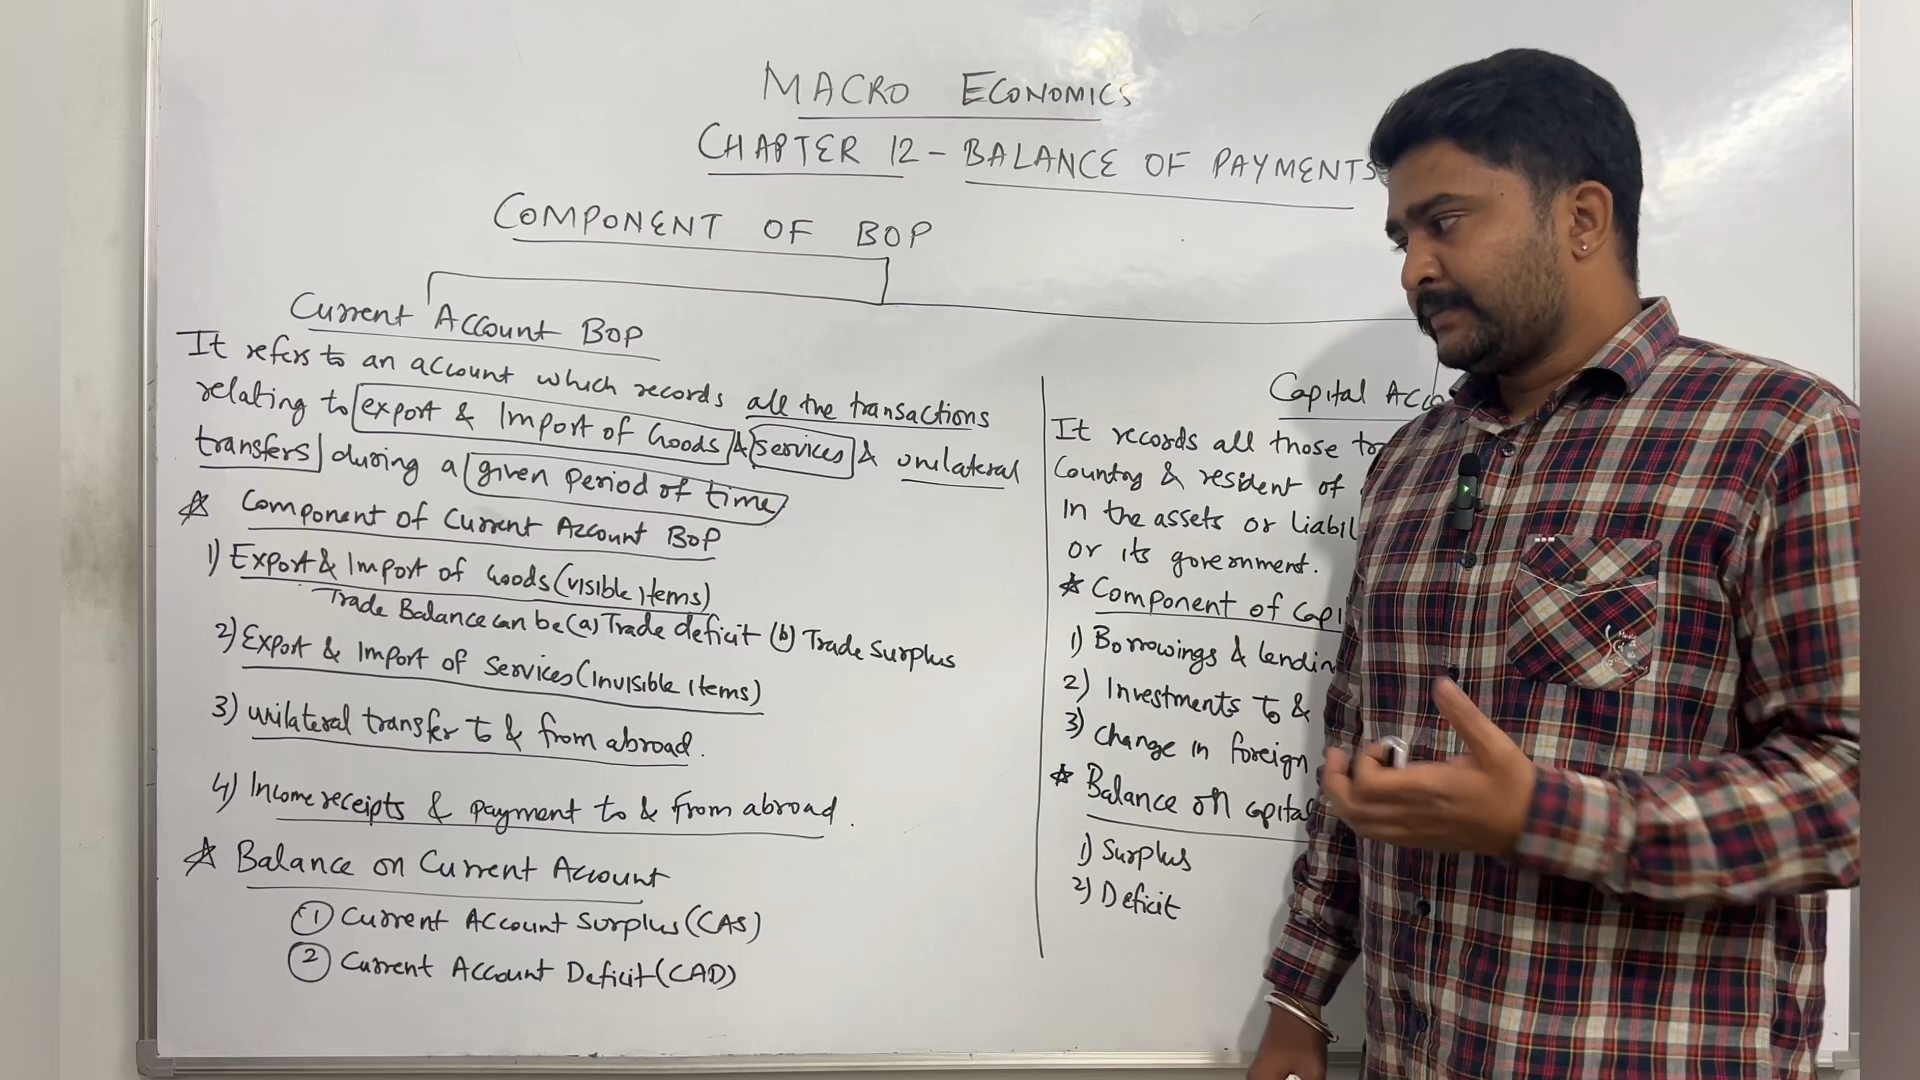 MACRO ECONOMICS
CHAPTER 12 - BALANCE OF PAYMENTS
COMPONENT OF BOP
Current Account BOP
It refers to an account which records all the transactions
relating to export & Import of Goods & services & unilateral
transfers during a given period of time
☆ Component of Current Account BOP
1) Export & Import of Goods (visible Items)
Trade Balance can be (a) Trade deficit (b) Trade surplus
2) Export & Import of Services (invisible Items)
3) unilateral transfer to & from abroad.
4) Income receipts & payment to & from abroad.
☆ Balance on Current Account
① Current Account Surplus (CAS)
② Current Account Deficit (CAD)
Capital
It records all those
Country & resident of
In the assets or
or its government.
☆ Component of
1) Borrowings &
2) Investments to &
3) change in foreign
☆ Balance on capital
1) Surplus
2) Deficit